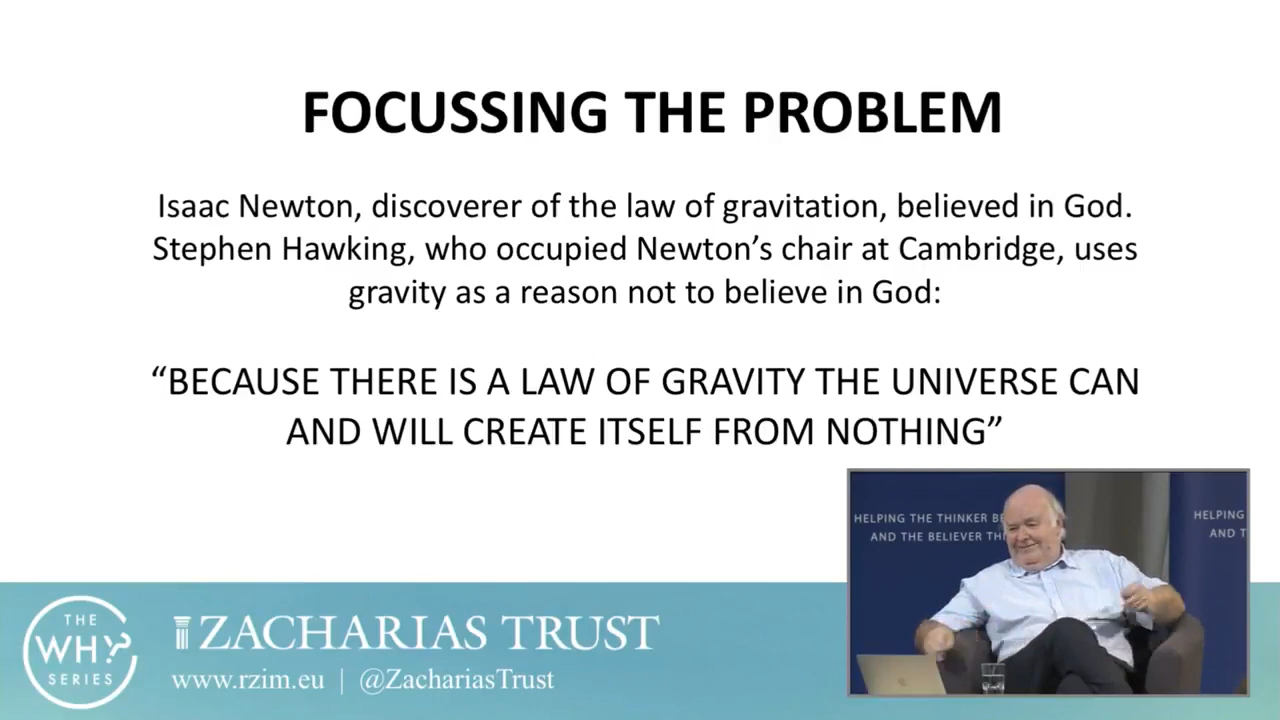 FOCUSSING THE PROBLEM
Isaac Newton, discoverer of the law of gravitation, believed in God.
Stephen Hawking, who occupied Newton’s chair at Cambridge, uses
gravity as a reason not to believe in God:
“BECAUSE THERE IS A LAW OF GRAVITY THE UNIVERSE CAN
AND WILL CREATE ITSELF FROM NOTHING”
HELPING THE THINKER
AND THE BELIEVER
HELPING
AND
THE
WHY?
SERIES
ZACHARIAS TRUST
www.rzim.eu | @ZachariasTrust